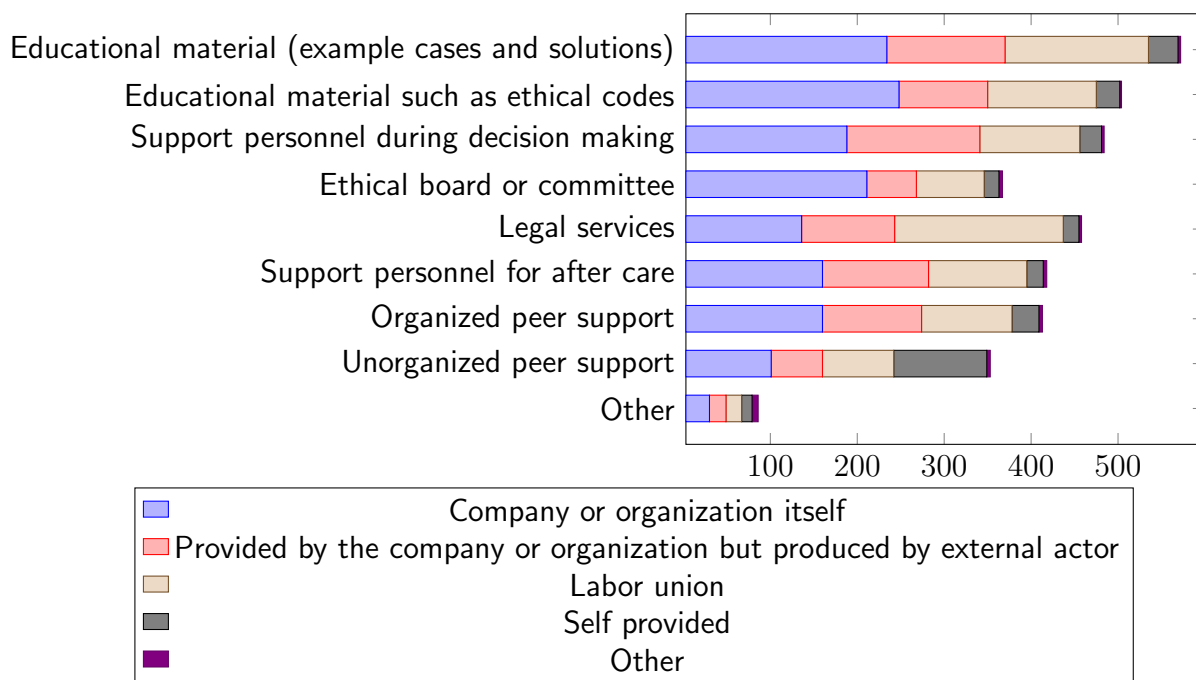 Educational material (example cases and solutions)
Educational material such as ethical codes
Support personnel during decision making
Ethical board or committee
Legal services
Support personnel for after care
Organized peer support
Unorganized peer support
Other
100 200 300 400 500
Company or organization itself
Provided by the company or organization but produced by external actor
Labor union
Self provided
Other